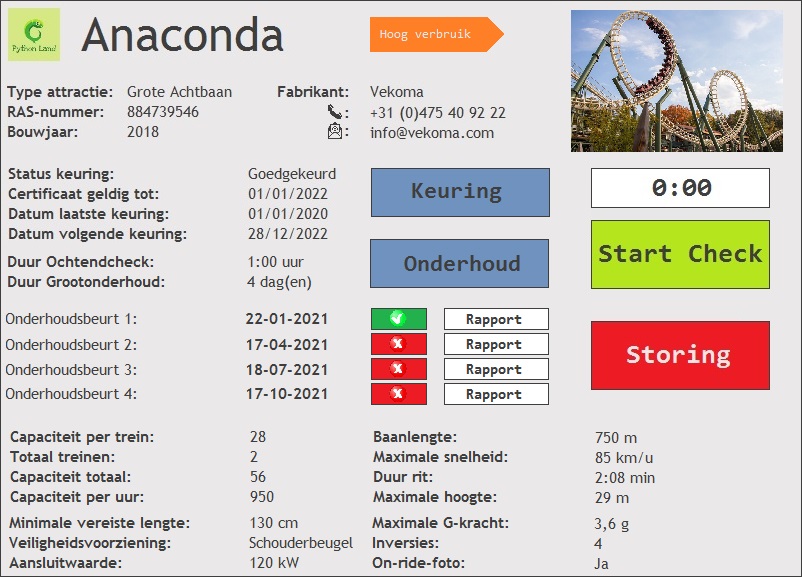 Python Land
Anaconda
Hoog verbruik
Type attractie: Grote Achtbaan Fabrikant: Vekoma
RAS-nummer: 884739546 : +31 (0)475 40 92 22
Bouwjaar: 2018 : info@vekoma.com
Status keuring: Goedgekeurd
Certificaat geldig tot: 01/01/2022
Datum laatste keuring: 01/01/2020
Datum volgende keuring: 28/12/2022
Keuring
0:00
Duur Ochtendcheck: 1:00 uur
Duur Grootonderhoud: 4 dag(en)
Onderhoud
Start Check
Onderhoudsbeurt 1: 22-01-2021 Rapport
Onderhoudsbeurt 2: 17-04-2021 Rapport
Onderhoudsbeurt 3: 18-07-2021 Rapport
Onderhoudsbeurt 4: 17-10-2021 Rapport
Storing
Capaciteit per trein: 28 Baanlengte: 750 m
Totaal treinen: 2 Maximale snelheid: 85 km/u
Capaciteit totaal: 56 Duur rit: 2:08 min
Capaciteit per uur: 950 Maximale hoogte: 29 m
Minimale vereiste lengte: 130 cm Maximale G-kracht: 3,6 g
Veiligheidsvoorziening: Schouderbeugel Inversies: 4
Aansluitwaarde: 120 kW On-ride-foto: Ja